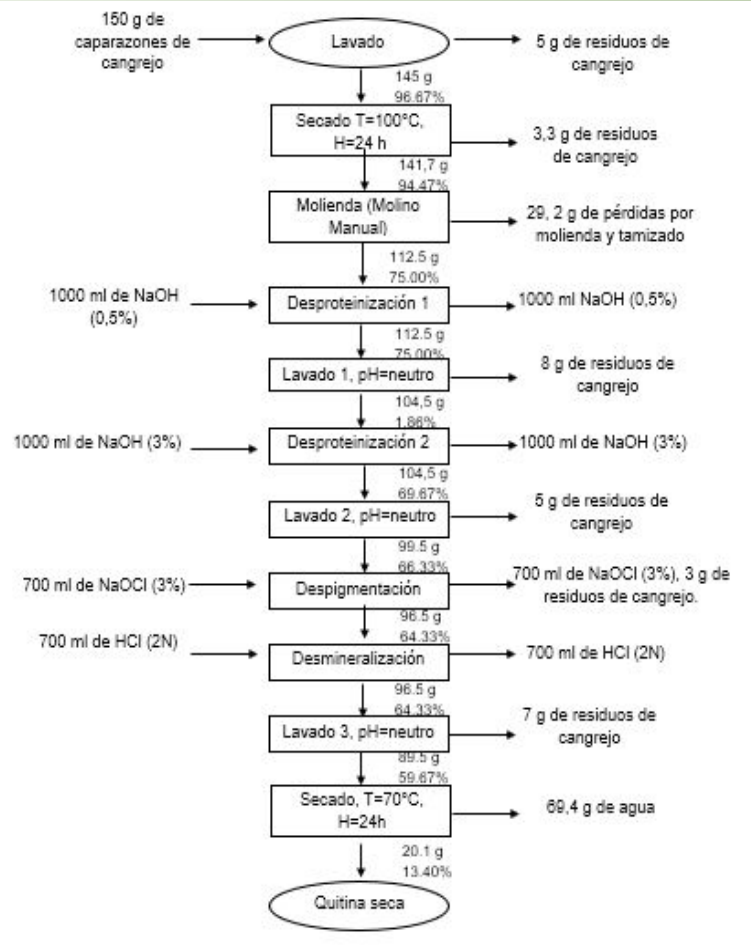 150 g de
caparazones de
cangrejo
Lavado
5 g de residuos de
cangrejo
145 g
96.67%
Secado T=100°C,
H=24 h
3,3 g de residuos
de cangrejo
141,7 g
94.47%
Molienda (Molino
Manual)
29, 2 g de pérdidas por
molienda y tamizado
112.5 g
75.00%
1000 ml de NaOH
(0,5%)
Desproteinización 1
1000 ml NaOH (0,5%)
112.5 g
75.00%
Lavado 1, pH=neutro
8 g de residuos de
cangrejo
104,5 g
1.86%
1000 ml de NaOH (3%)
Desproteinización 2
1000 ml de NaOH (3%)
104,5 g
69.67%
Lavado 2, pH=neutro
5 g de residuos de
cangrejo
99.5 g
66.33%
700 ml de NaOCl (3%)
Despigmentación
700 ml de NaOCl (3%), 3 g de
residuos de cangrejo.
96.5 g
64.33%
700 ml de HCl (2N)
Desmineralización
700 ml de HCl (2N)
96.5 g
64.33%
Lavado 3, pH=neutro
7 g de residuos de
cangrejo
89.5 g
59.67%
Secado, T=70°C,
H=24h
69,4 g de agua
20.1 g
13.40%
Quitina seca